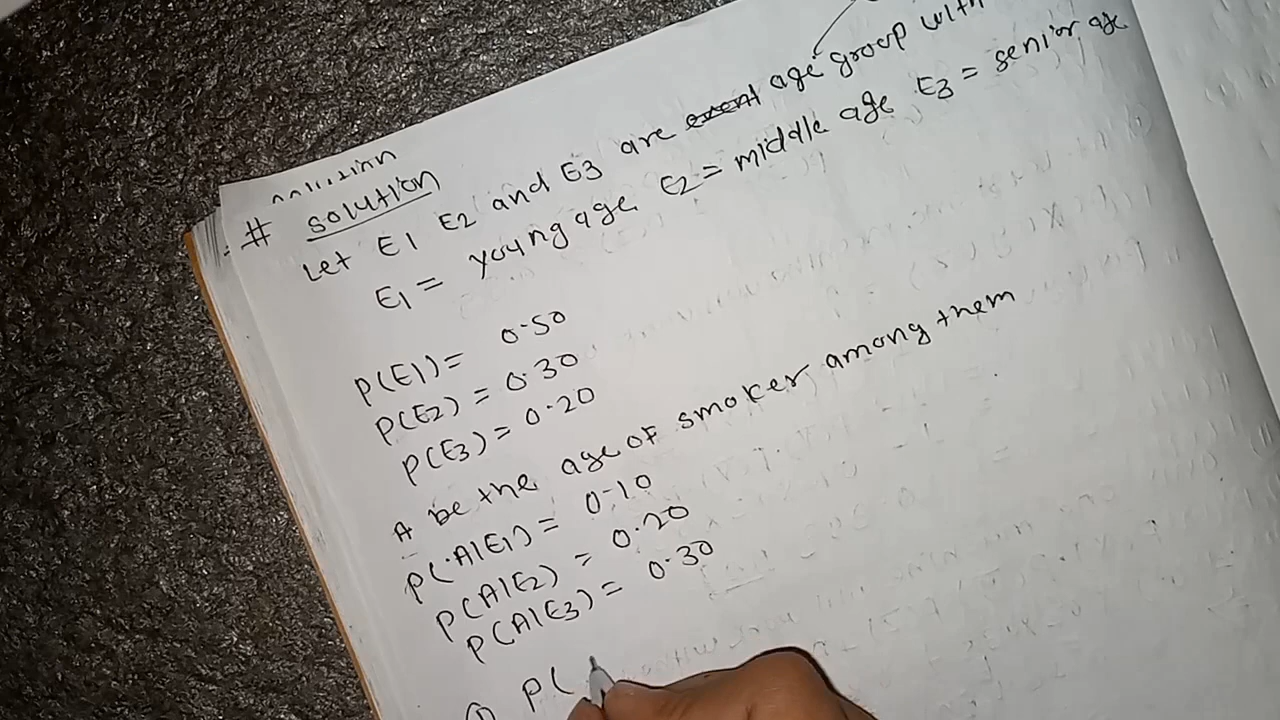 # solution
Let E1 E2 and E3 are age group with
E1 = young age E2 = middle age E3 = senior age
P(E1) = 0.50
P(E2) = 0.30
P(E3) = 0.20
A be the age of smoker among them
P(A|E1) = 0.10
P(A|E2) = 0.20
P(A|E3) = 0.30
① P(